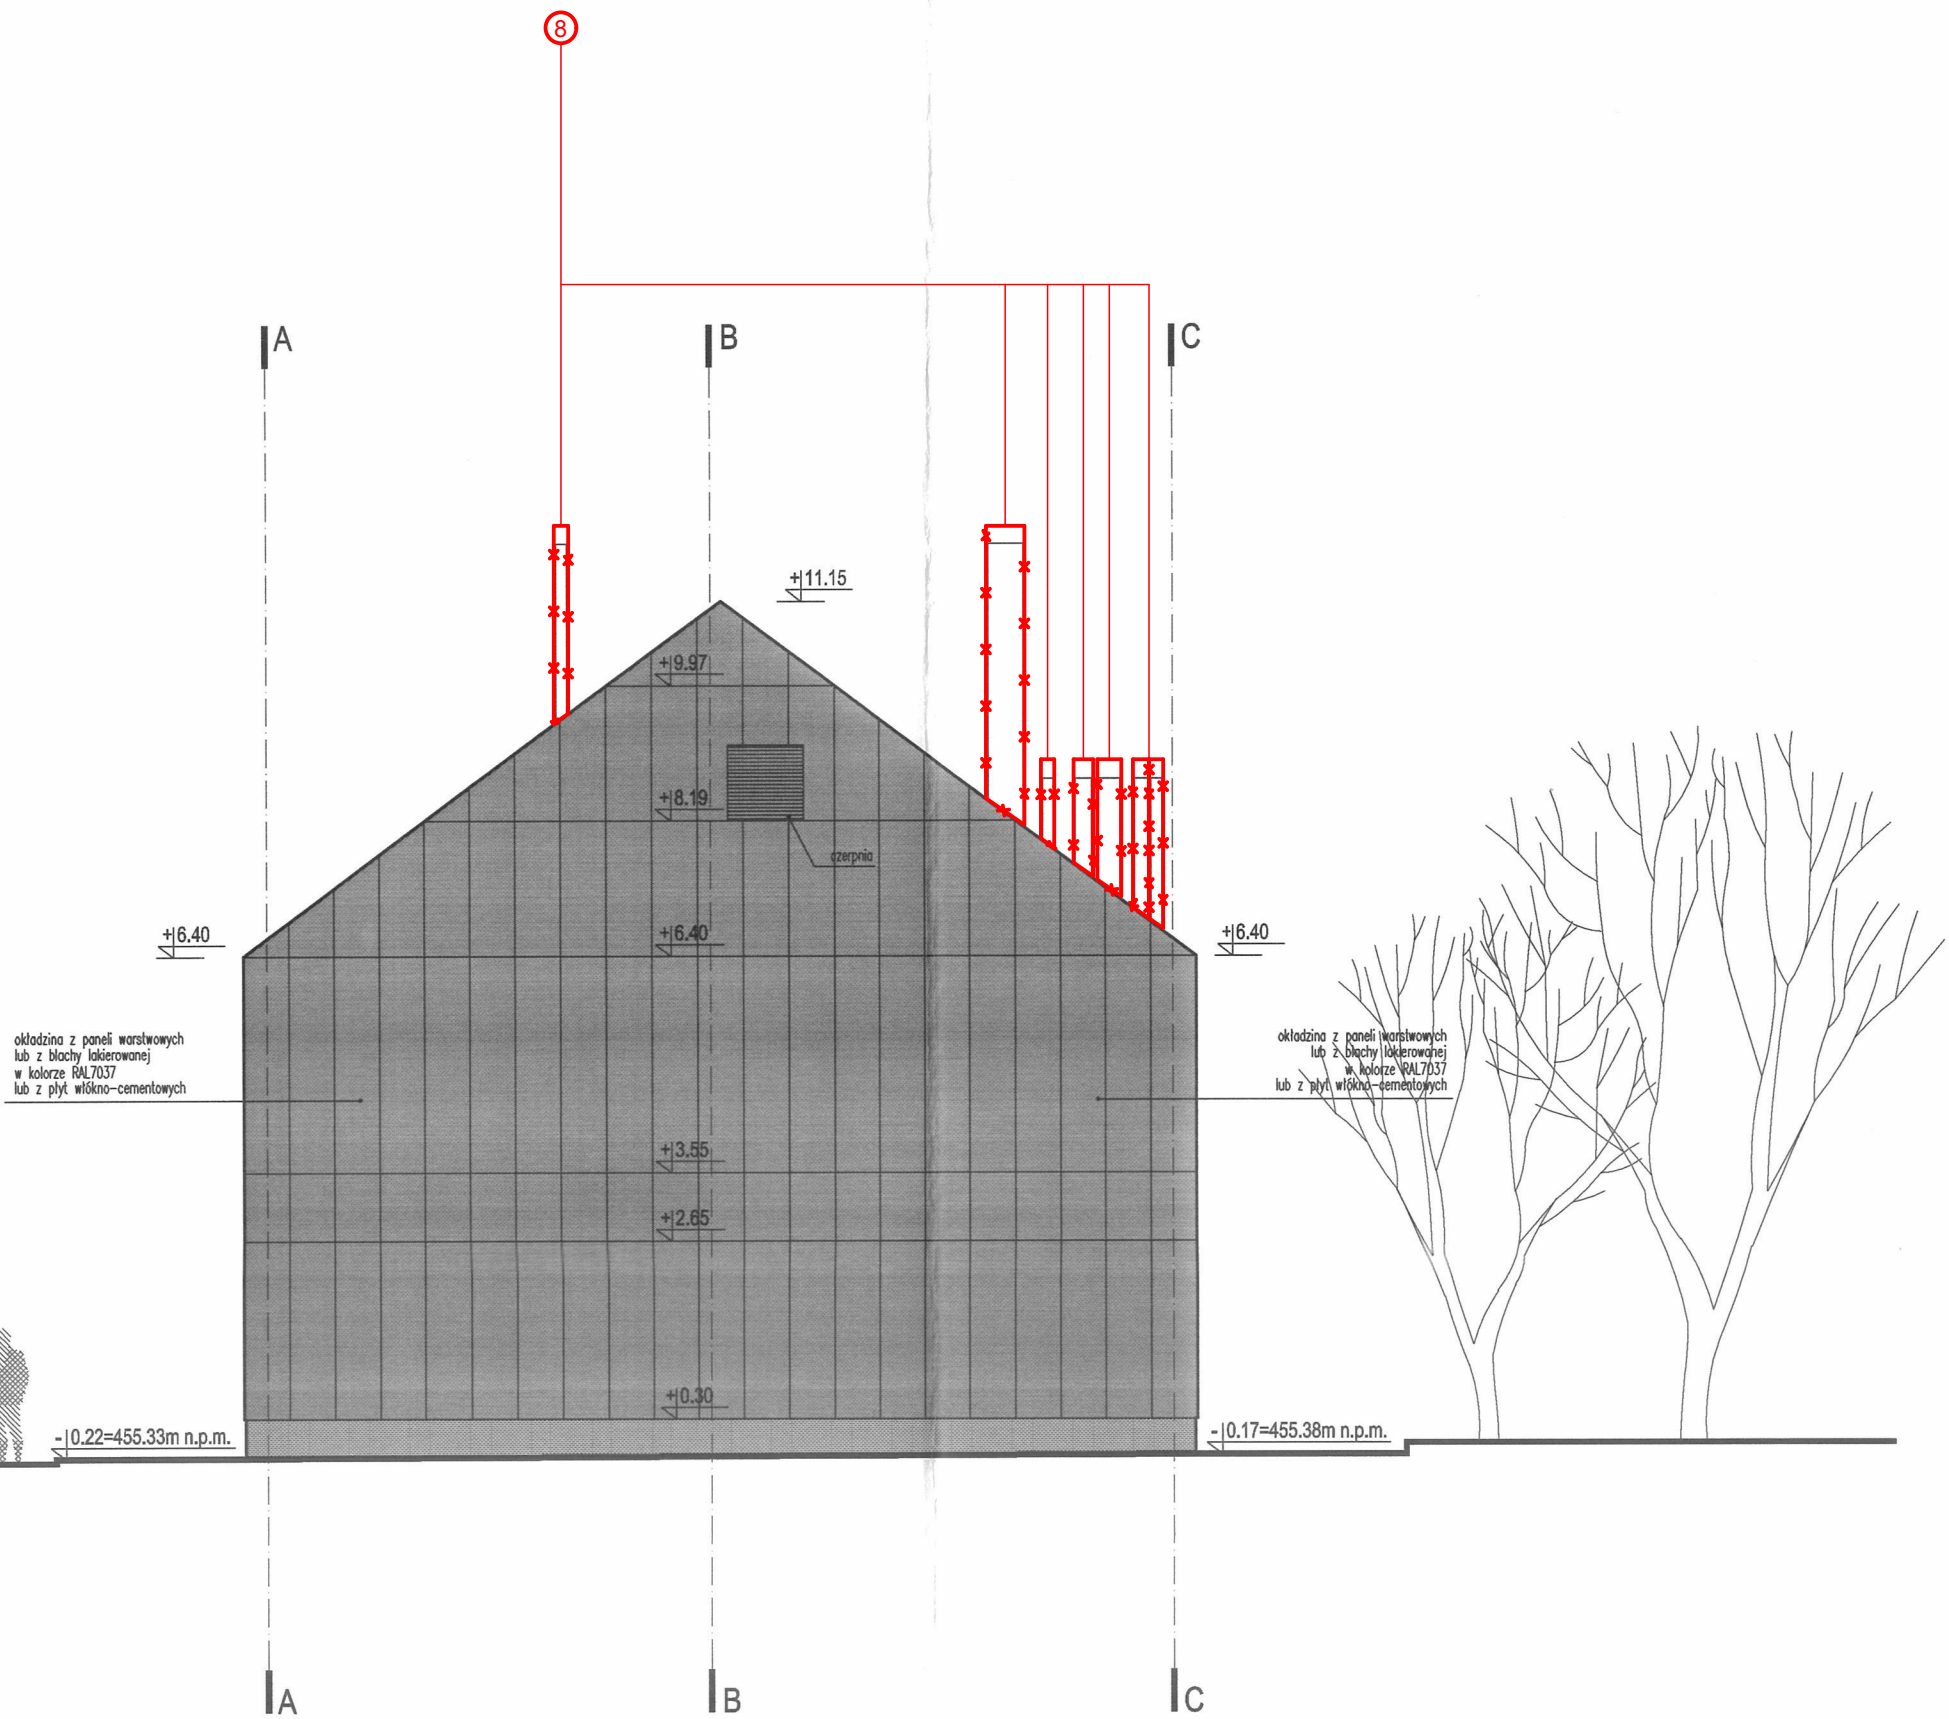 8
A
B
C
+11.15
+9.97
+8.19
czerpnia
+6.40
+6.40
+6.40
okładzina z paneli warstwowych
lub z blachy lakierowanej
w kolorze RAL7037
lub z płyt włókno-cementowych
okładzina z paneli warstwowych
lub z blachy lakierowanej
w kolorze RAL7037
lub z płyt włókno-cementowych
+3.55
+2.65
+0.30
-0.22=455.33m n.p.m.
-0.17=455.38m n.p.m.
A
B
C